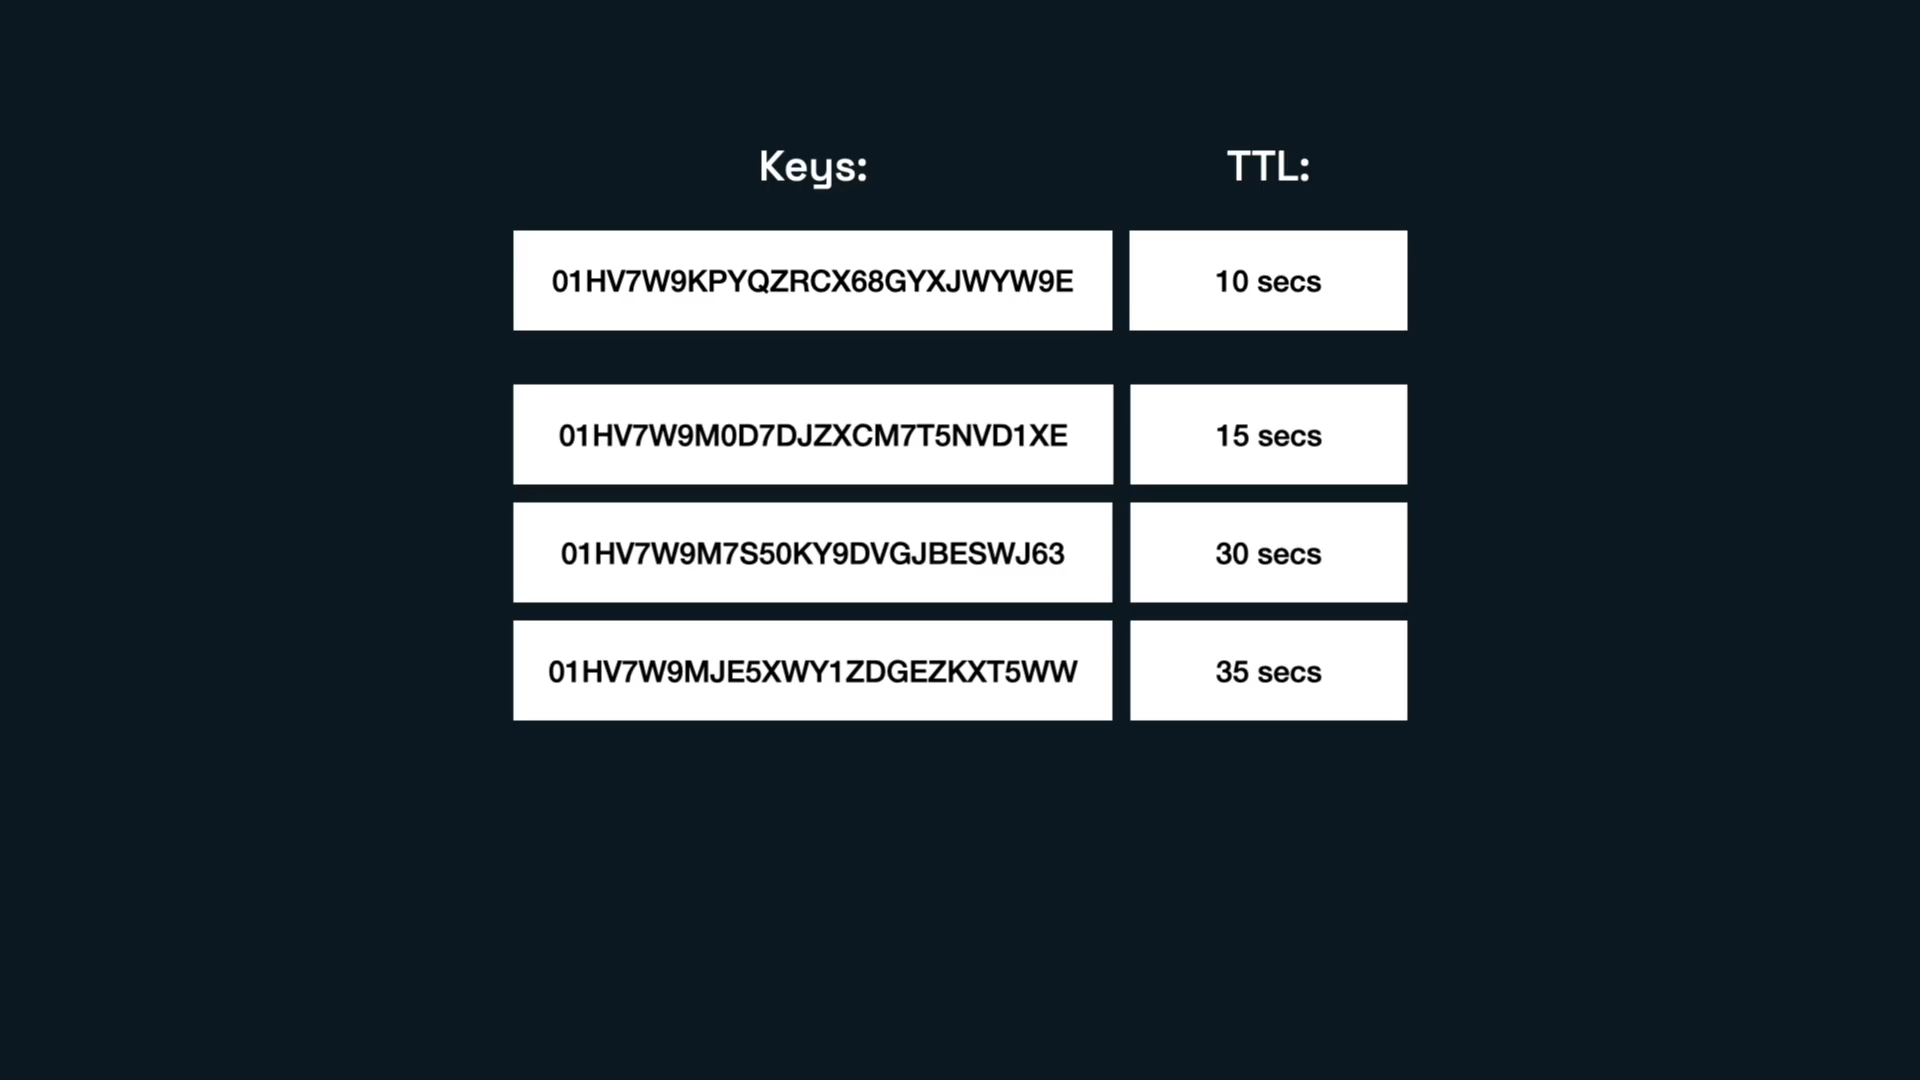 Keys: TTL:
01HV7W9KPYQZRCX68GYXJWYW9E 10 secs
01HV7W9M0D7DJZXCM7T5NVD1XE 15 secs
01HV7W9M7S50KY9DVGJBESWJ63 30 secs
01HV7W9MJE5XWY1ZDGEZKXT5WW 35 secs